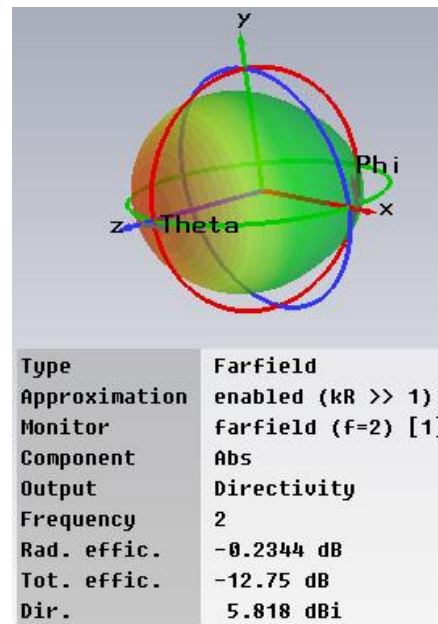 y
Phi
x
z
Theta
Type Farfield
Approximation enabled (kR >> 1)
Monitor farfield (f=2) [1]
Component Abs
Output Directivity
Frequency 2
Rad. effic. -0.2344 dB
Tot. effic. -12.75 dB
Dir. 5.818 dBi